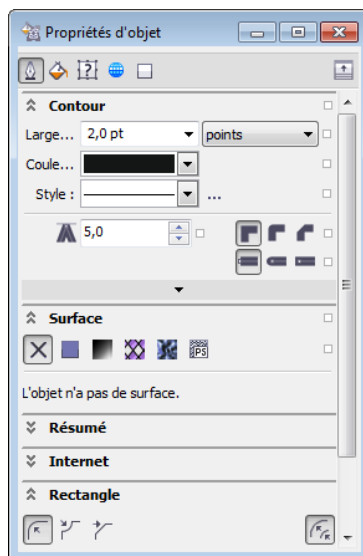 Propriétés d'objet
Contour
Large... 2,0 pt points
Coule...
Style : ...
5,0
Surface
PS
L'objet n'a pas de surface.
Résumé
Internet
Rectangle